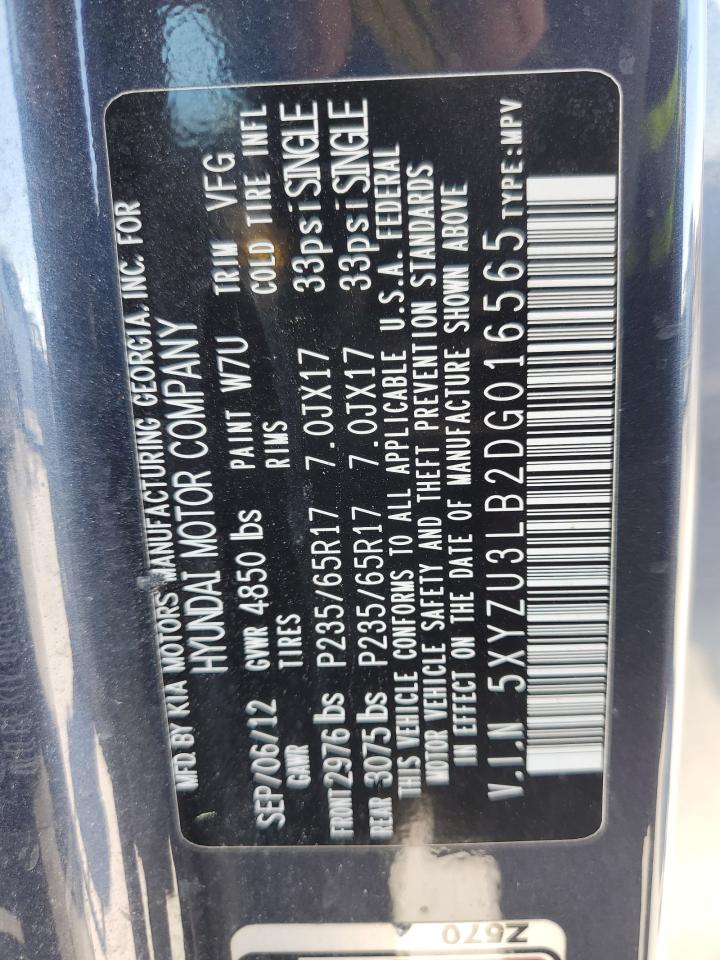 MFD BY KIA MOTORS MANUFACTURING GEORGIA, INC. FOR
HYUNDAI MOTOR COMPANY
SEP/06/12 GVWR 4850 lbs PAINT W7U TRIM VFG
GAWR TIRES RIMS COLD TIRE INFL
FRONT 2976 lbs P235/65R17 7.0JX17 33psi SINGLE
REAR 3075 lbs P235/65R17 7.0JX17 33psi SINGLE
THIS VEHICLE CONFORMS TO ALL APPLICABLE U.S.A. FEDERAL
MOTOR VEHICLE SAFETY AND THEFT PREVENTION STANDARDS
IN EFFECT ON THE DATE OF MANUFACTURE SHOWN ABOVE
V.I.N 5XYZU3LB2DG016565 TYPE:MPV
Z670